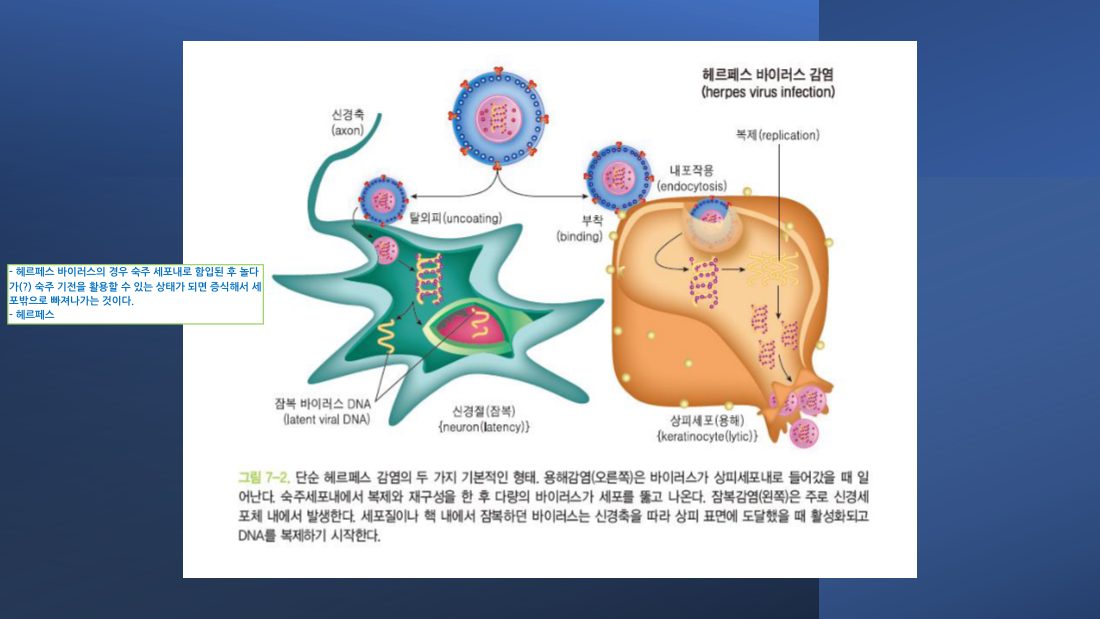 헤르페스 바이러스 감염
(herpes virus infection)
신경축
(axon)
복제(replication)
내포작용
(endocytosis)
탈외피(uncoating)
부착
(binding)
- 헤르페스 바이러스의 경우 숙주 세포내로 함입된 후 놀다
가(?) 숙주 기전을 활용할 수 있는 상태가 되면 증식해서 세
포밖으로 빠져나가는 것이다.
- 헤르페스
잠복 바이러스 DNA
(latent viral DNA)
신경절(잠복)
{neuron(latency)}
상피세포(용해)
{keratinocyte(lytic)}
그림 7-2. 단순 헤르페스 감염의 두 가지 기본적인 형태. 용해감염(오른쪽)은 바이러스가 상피세포내로 들어갔을 때 일
어난다. 숙주세포내에서 복제와 재구성을 한 후 다량의 바이러스가 세포를 뚫고 나온다. 잠복감염(왼쪽)은 주로 신경세
포체 내에서 발생한다. 세포질이나 핵 내에서 잠복하던 바이러스는 신경축을 따라 상피 표면에 도달했을 때 활성화되고
DNA를 복제하기 시작한다.